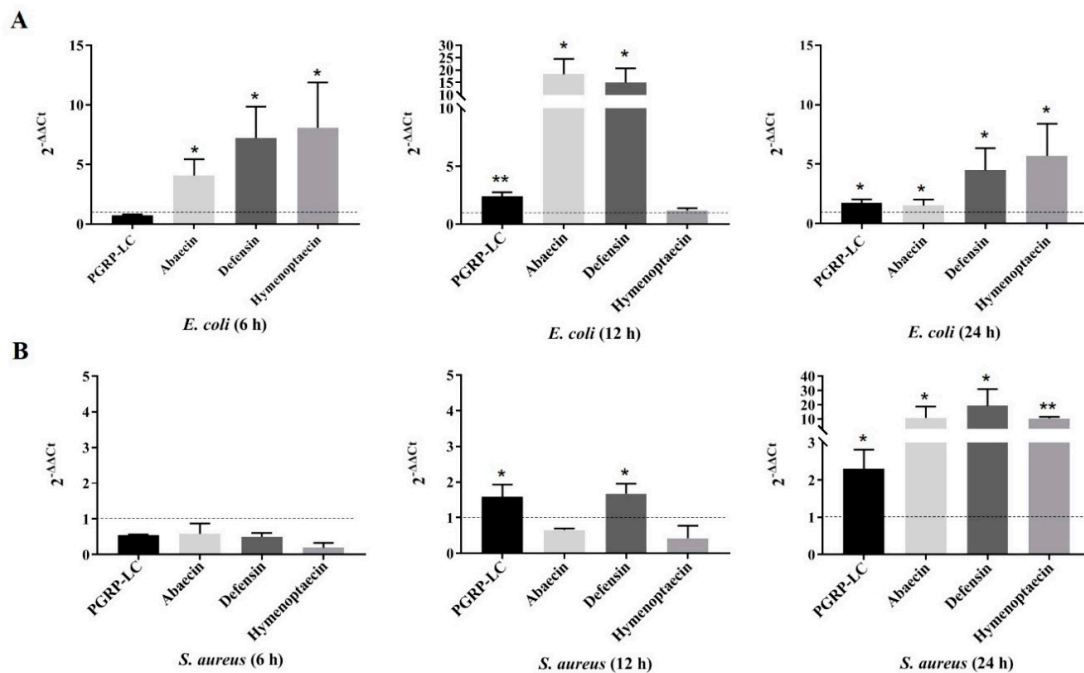 A
2^-ΔΔCt
15
10
5
0
* * *
PGRP-LC Abaecin Defensin Hymenoptaecin
E. coli (6 h)
2^-ΔΔCt
30
25
20
15
10
10
5
0
** * *
PGRP-LC Abaecin Defensin Hymenoptaecin
E. coli (12 h)
2^-ΔΔCt
15
10
5
0
* * * *
PGRP-LC Abaecin Defensin Hymenoptaecin
E. coli (24 h)
B
2^-ΔΔCt
5
4
3
2
1
0
PGRP-LC Abaecin Defensin Hymenoptaecin
S. aureus (6 h)
2^-ΔΔCt
5
4
3
2
1
0
* *
PGRP-LC Abaecin Defensin Hymenoptaecin
S. aureus (12 h)
2^-ΔΔCt
40
30
20
10
3
2
1
0
* * * **
PGRP-LC Abaecin Defensin Hymenoptaecin
S. aureus (24 h)